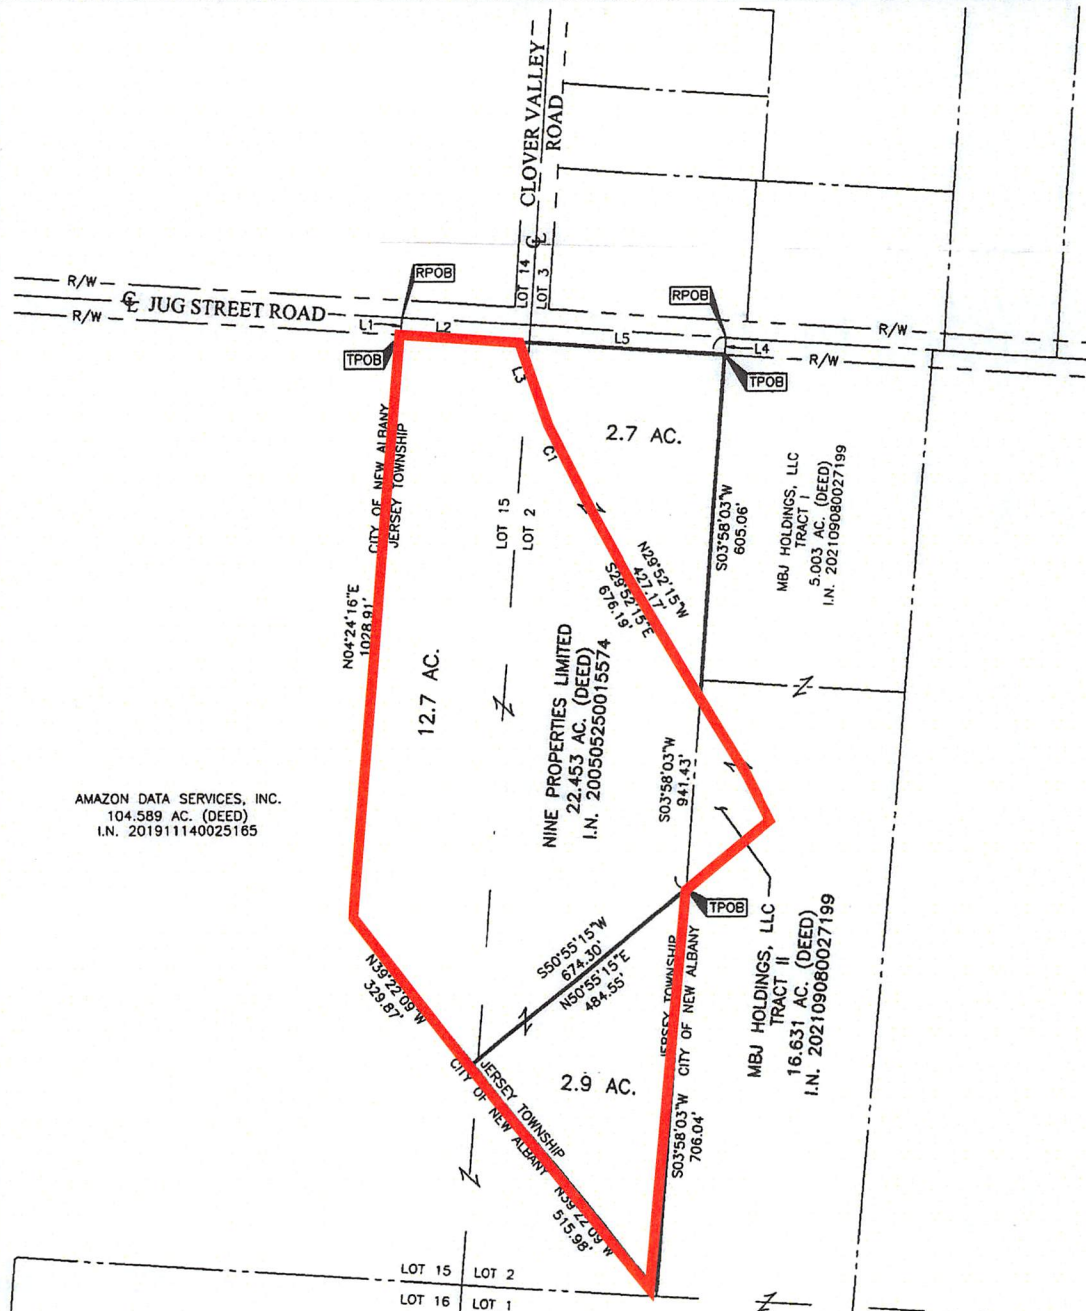 CLOVER VALLEY
ROAD
℄
LOT 14
LOT 3
R/W
℄ JUG STREET ROAD
R/W
RPOB
RPOB
R/W
R/W
L1
L2
L5
L4
TPOB
TPOB
L3
C1
2.7 AC.
CITY OF NEW ALBANY
JERSEY TOWNSHIP
LOT 15
LOT 2
S03°58'03"W
605.06'
MBJ HOLDINGS, LLC
TRACT I
5.003 AC. (DEED)
I.N. 202109080027199
N29°52'15"W
427.17'
S29°52'15"E
676.19'
N04°24'16"E
1028.91'
12.7 AC.
NINE PROPERTIES LIMITED
22.453 AC. (DEED)
I.N. 200505250015574
S03°58'03"W
941.43'
AMAZON DATA SERVICES, INC.
104.589 AC. (DEED)
I.N. 201911140025165
TPOB
MBJ HOLDINGS, LLC
TRACT II
16.631 AC. (DEED)
I.N. 202109080027199
S50°55'15"W
674.30'
N50°55'15"E
484.55'
N39°22'09"W
329.87'
JERSEY TOWNSHIP
CITY OF NEW ALBANY
2.9 AC.
JERSEY TOWNSHIP
CITY OF NEW ALBANY
S03°58'03"W
706.04'
N39°22'09"W
515.98'
LOT 15
LOT 2
LOT 16
LOT 1